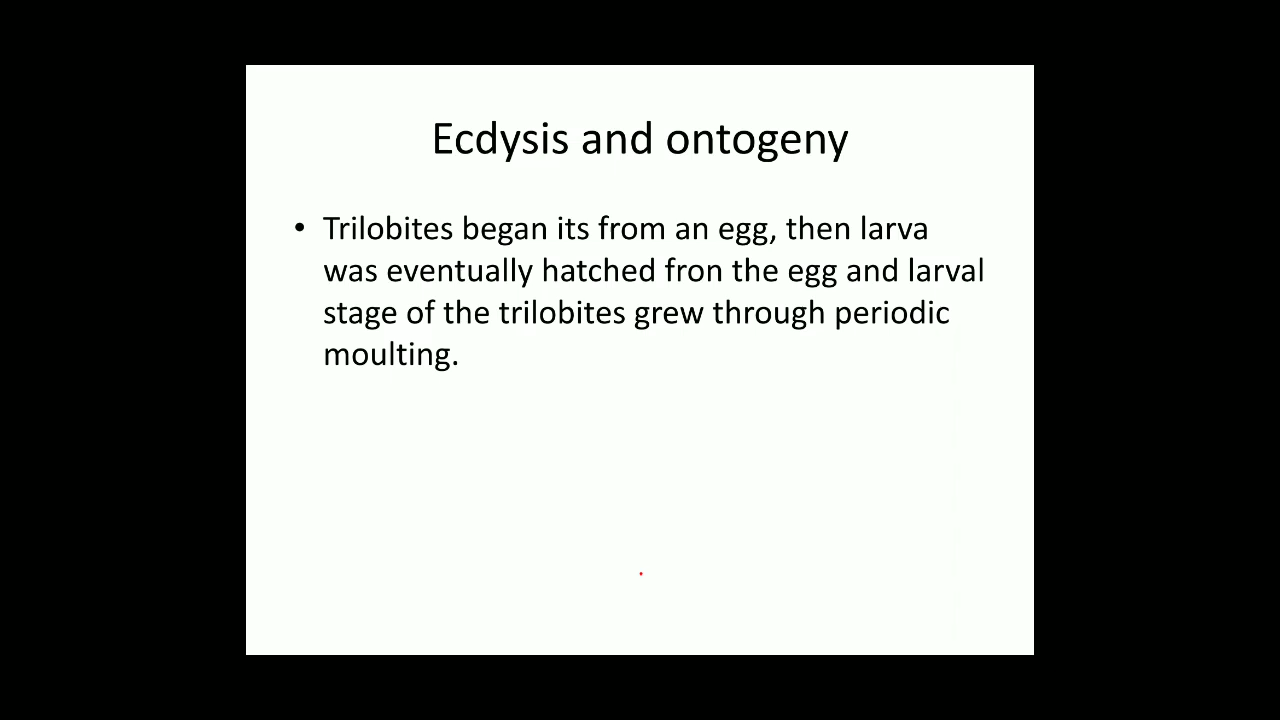 Ecdysis and ontogeny
• Trilobites began its from an egg, then larva
was eventually hatched fron the egg and larval
stage of the trilobites grew through periodic
moulting.